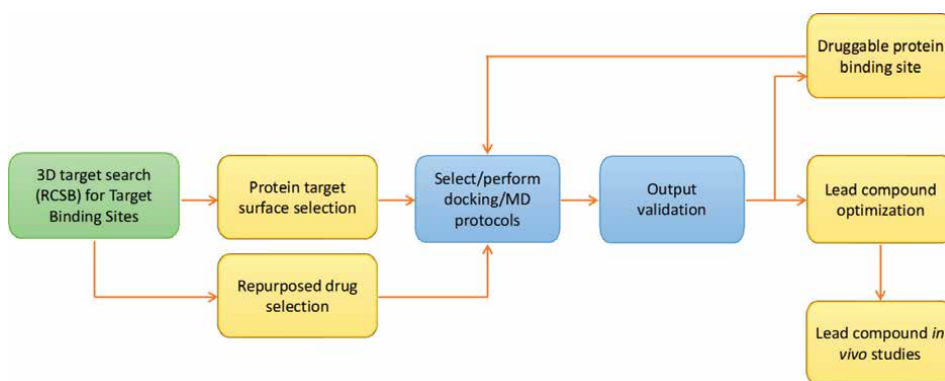 Druggable protein
binding site
3D target search
(RCSB) for Target
Binding Sites
Protein target
surface selection
Select/perform
docking/MD
protocols
Output
validation
Lead compound
optimization
Repurposed drug
selection
Lead compound in
vivo studies